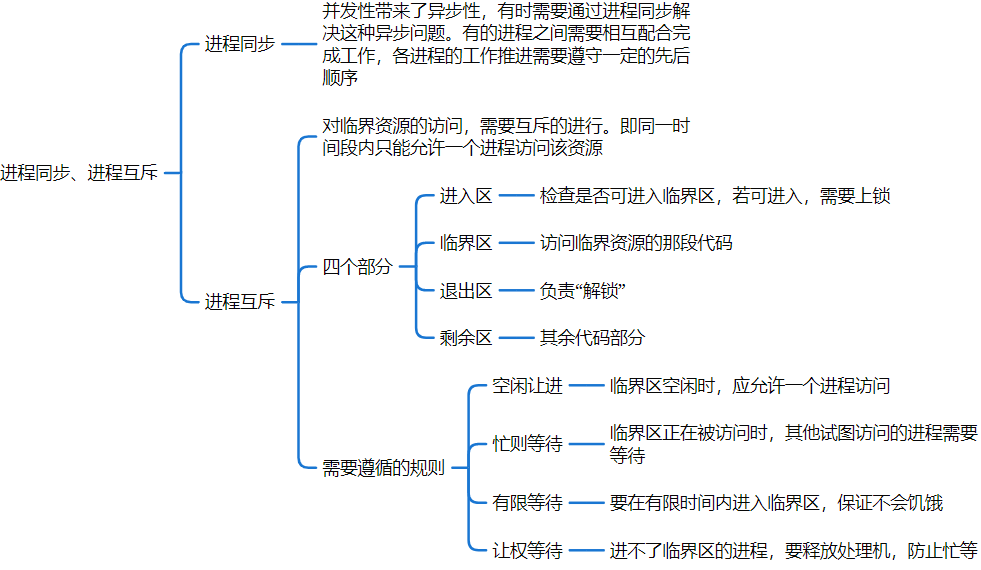 并发性带来了异步性，有时需要通过进程同步解
决这种异步问题。有的进程之间需要相互配合完
成工作，各进程的工作推进需要遵守一定的先后
顺序
进程同步
对临界资源的访问，需要互斥的进行。即同一时
间段内只能允许一个进程访问该资源
进程同步、进程互斥
进入区
检查是否可进入临界区，若可进入，需要上锁
临界区
访问临界资源的那段代码
四个部分
退出区
负责“解锁”
进程互斥
剩余区
其余代码部分
空闲让进
临界区空闲时，应允许一个进程访问
忙则等待
临界区正在被访问时，其他试图访问的进程需要
等待
需要遵循的规则
有限等待
要在有限时间内进入临界区，保证不会饥饿
让权等待
进不了临界区的进程，要释放处理机，防止忙等